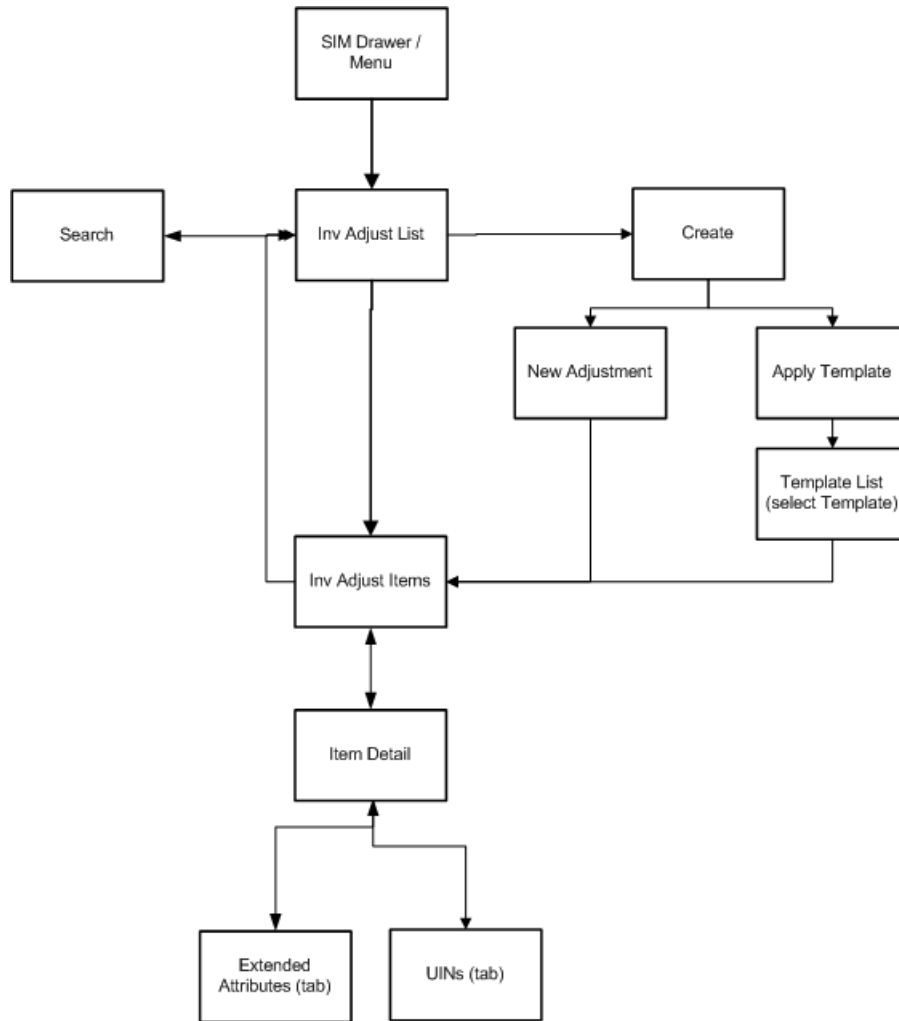 SIM Drawer /
Menu
Search
Inv Adjust List
Create
New Adjustment
Apply Template
Template List
(select Template)
Inv Adjust Items
Item Detail
Extended
Attributes (tab)
UINs (tab)